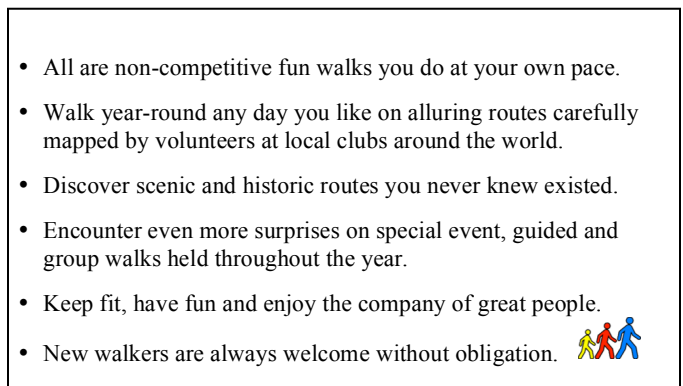 • All are non-competitive fun walks you do at your own pace.
• Walk year-round any day you like on alluring routes carefully
mapped by volunteers at local clubs around the world.
• Discover scenic and historic routes you never knew existed.
• Encounter even more surprises on special event, guided and
group walks held throughout the year.
• Keep fit, have fun and enjoy the company of great people.
• New walkers are always welcome without obligation.